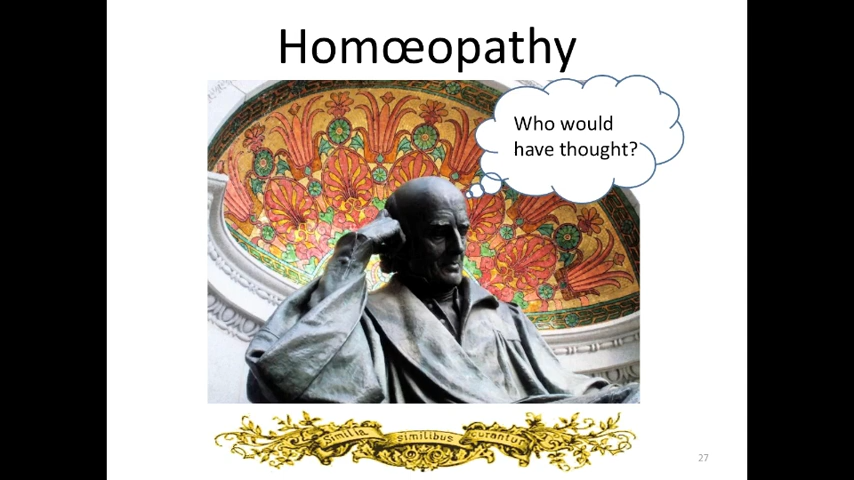 Homœopathy
Who would
have thought?
Similia similibus curantur
27